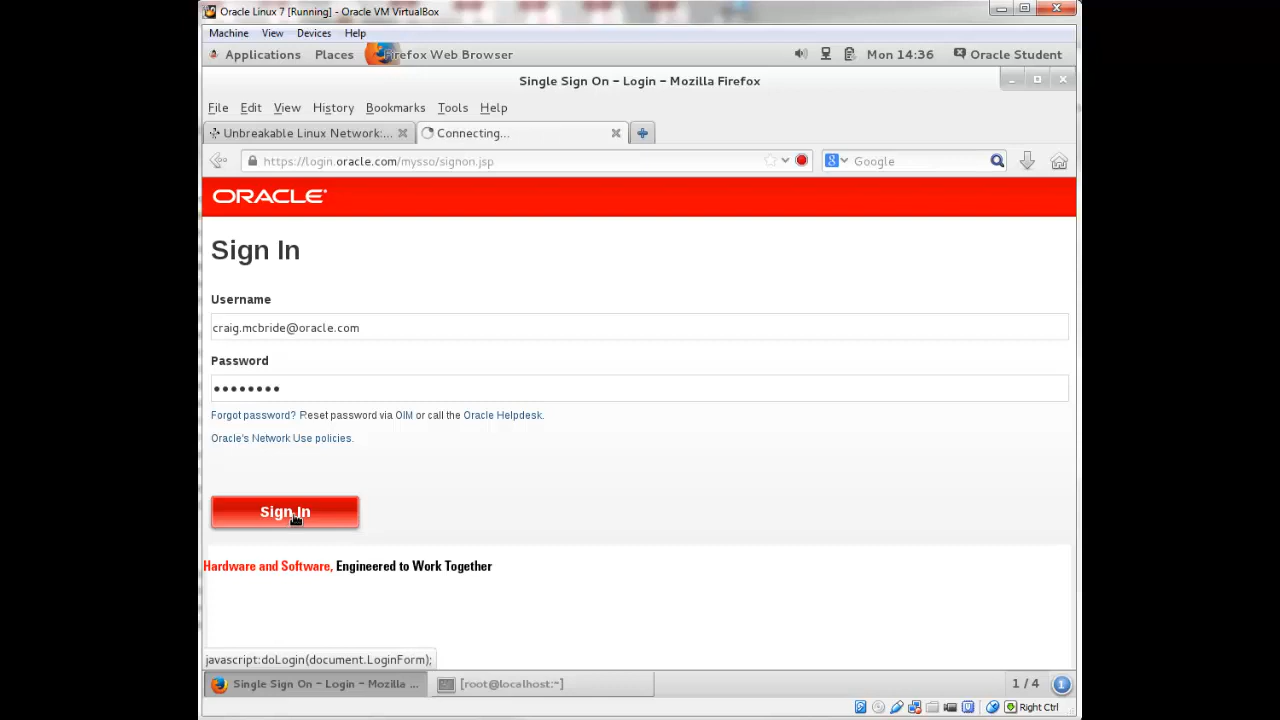 Oracle Linux 7 [Running] - Oracle VM VirtualBox
Machine View Devices Help
Applications Places Firefox Web Browser Mon 14:36 Oracle Student
Single Sign On - Login - Mozilla Firefox
File Edit View History Bookmarks Tools Help
Unbreakable Linux Network:... Connecting...
https://login.oracle.com/mysso/signon.jsp Google
ORACLE
Sign In
Username
craig.mcbride@oracle.com
Password
••••••••
Forgot password? Reset password via OIM or call the Oracle Helpdesk.
Oracle's Network Use policies.
Sign In
Hardware and Software, Engineered to Work Together
javascript:doLogin(document.LoginForm);
Single Sign On - Login - Mozilla ... [root@localhost:~] 1 / 4 1
Right Ctrl